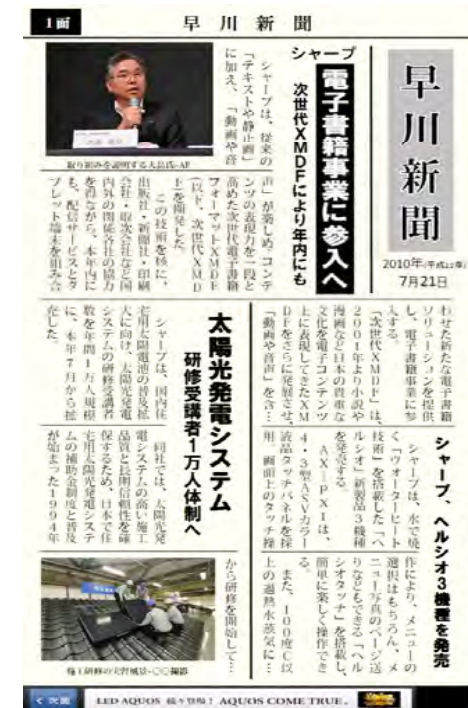 1面
早川新聞
早川新聞
2010年(平成22年)
7月21日
シャープ
電子書籍事業に参入へ
次世代XMDFにより年内にも
シャープは、従来の
「テキストや静止画」
に加え、「動画や音
声」が楽しめ、コンテ
ンツの表現力を一段と
高めた次世代電子書籍
フォーマットXMDF
(以下、次世代XMD
F)を開発した。
この技術を核に、
出版社・新聞社・印刷
会社・取次会社など国
内外の関係各社の協力
を得ながら、本年内に
も、配信サービスとタ
ブレット端末を組み合
わせた新たな電子書籍
ソリューションを提供
し、電子書籍事業に参
入する。
「次世代XMDF」は、
2001年より小説や
漫画など日本の貴重な
文化を電子コンテンツ
上に表現してきたXM
DFをさらに発展させ、
「動画や音声」を含…
取り組みを説明する大畠氏-AF
シャープ、ヘルシオ3機種を発売
シャープは、水で焼
く「ウォーターヒート
技術」を搭載した「ヘ
ルシオ」新製品3機種
を発売する。
AX-PX1は、
4・3型ASVカラー
液晶タッチパネルを採
用。画面上のタッチ操
作により、メニューの
選択はもちろん、メ
ニュー写真のページ送
りなどもできる「ヘル
シオタッチ」を搭載し、
簡単に楽しく操作でき
る。
また、100度C以
上の過熱水蒸気に…
太陽光発電システム
研修受講者1万人体制へ
シャープは、国内住
宅用太陽電池の普及拡
大に向け、太陽光発電
システムの研修受講者
数を年間1万人規模
に、本年7月から拡
充した。
同社では、太陽光発
電システムの高い施工
品質と長期信頼性を確
保するため、日本で住
宅用太陽光発電システ
ムの補助金制度と普及
が始まった1994年
から研修を開始して…
施工研修の実習風景-○○撮影
次面
LED AQUOS 続々登場! AQUOS COME TRUE.